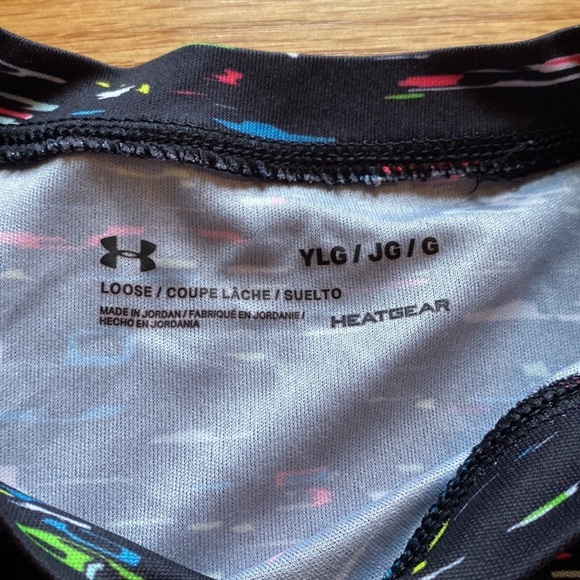 YLG / JG / G
LOOSE / COUPE LÂCHE / SUELTO
MADE IN JORDAN / FABRIQUÉ EN JORDANIE /
HECHO EN JORDANIA
HEATGEAR